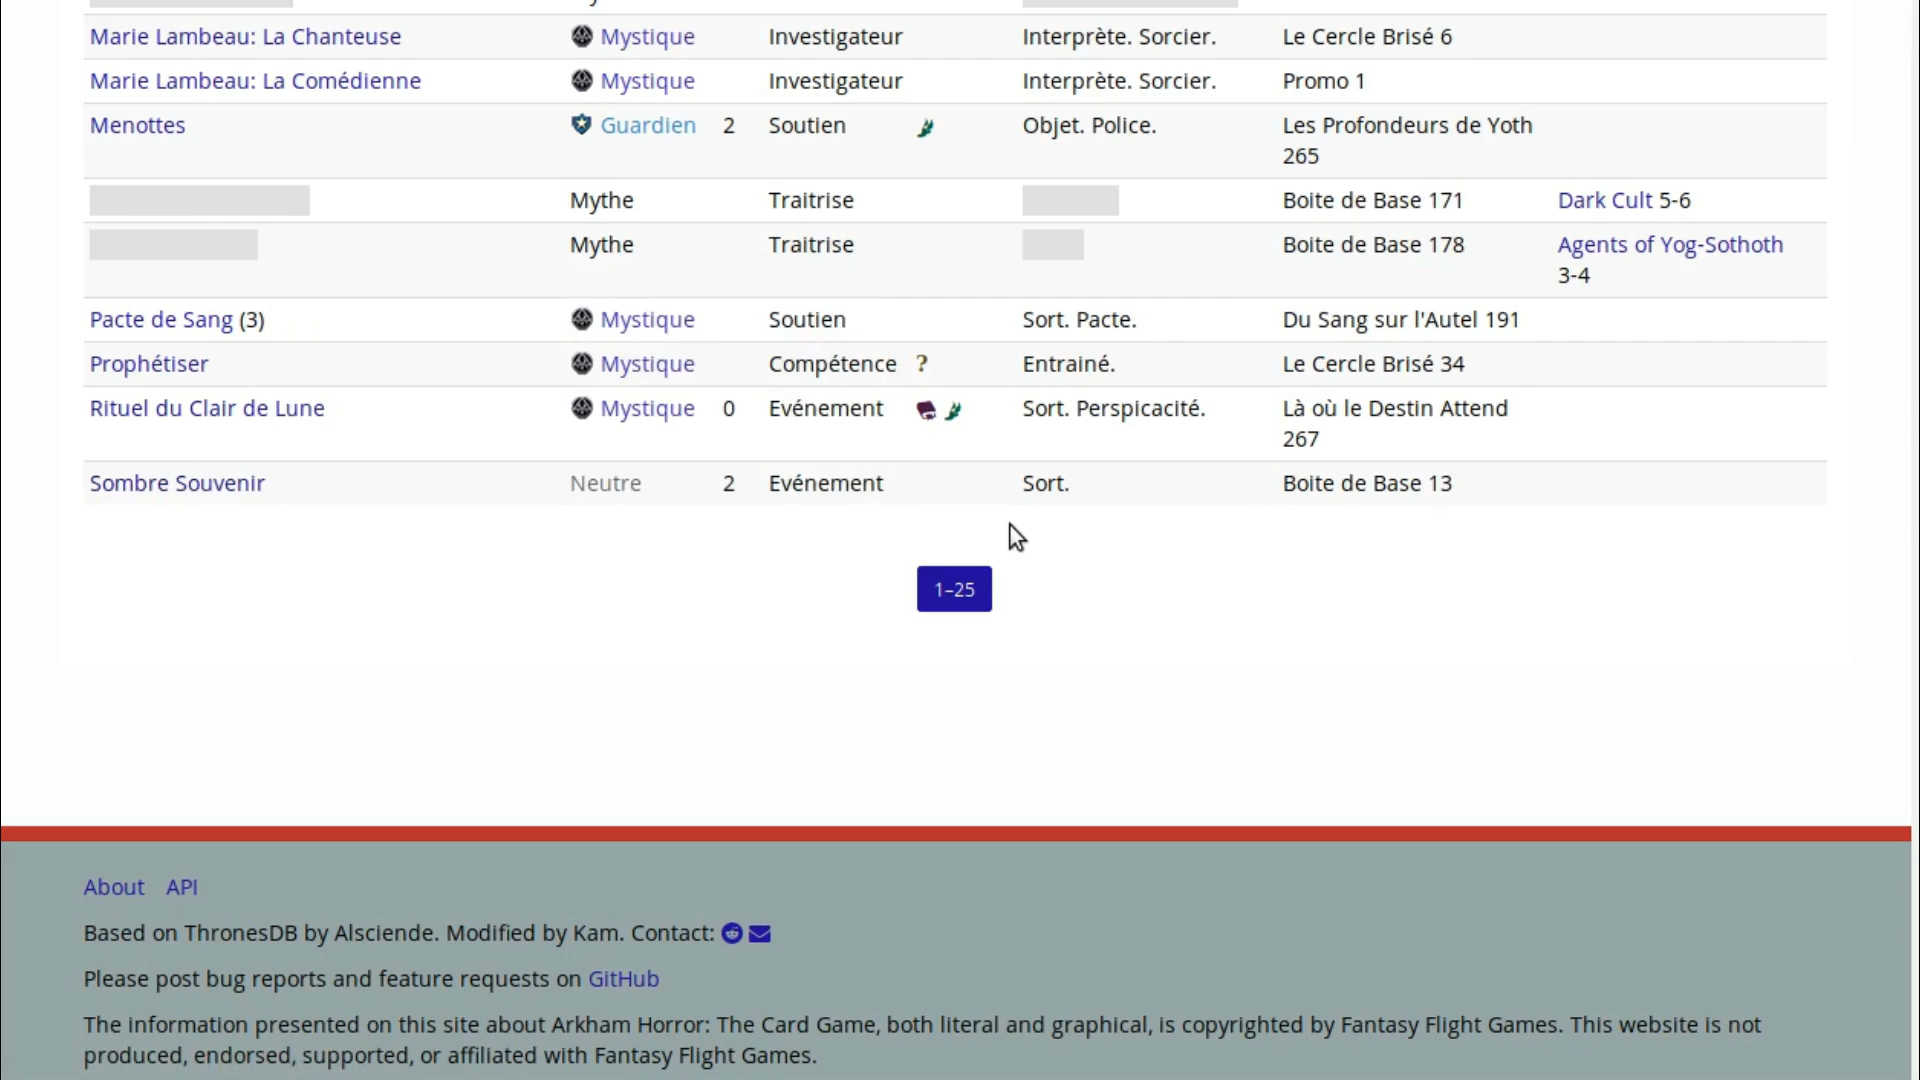 Marie Lambeau: La Chanteuse Mystique Investigateur Interprète. Sorcier. Le Cercle Brisé 6
Marie Lambeau: La Comédienne Mystique Investigateur Interprète. Sorcier. Promo 1
Menottes Guardien 2 Soutien Objet. Police. Les Profondeurs de Yoth
265
Mythe Traitrise Boite de Base 171 Dark Cult 5-6
Mythe Traitrise Boite de Base 178 Agents of Yog-Sothoth
3-4
Pacte de Sang (3) Mystique Soutien Sort. Pacte. Du Sang sur l'Autel 191
Prophétiser Mystique Compétence ? Entrainé. Le Cercle Brisé 34
Rituel du Clair de Lune Mystique 0 Evénement Sort. Perspicacité. Là où le Destin Attend
267
Sombre Souvenir Neutre 2 Evénement Sort. Boite de Base 13
1–25
About API
Based on ThronesDB by Alsciende. Modified by Kam. Contact:
Please post bug reports and feature requests on GitHub
The information presented on this site about Arkham Horror: The Card Game, both literal and graphical, is copyrighted by Fantasy Flight Games. This website is not
produced, endorsed, supported, or affiliated with Fantasy Flight Games.